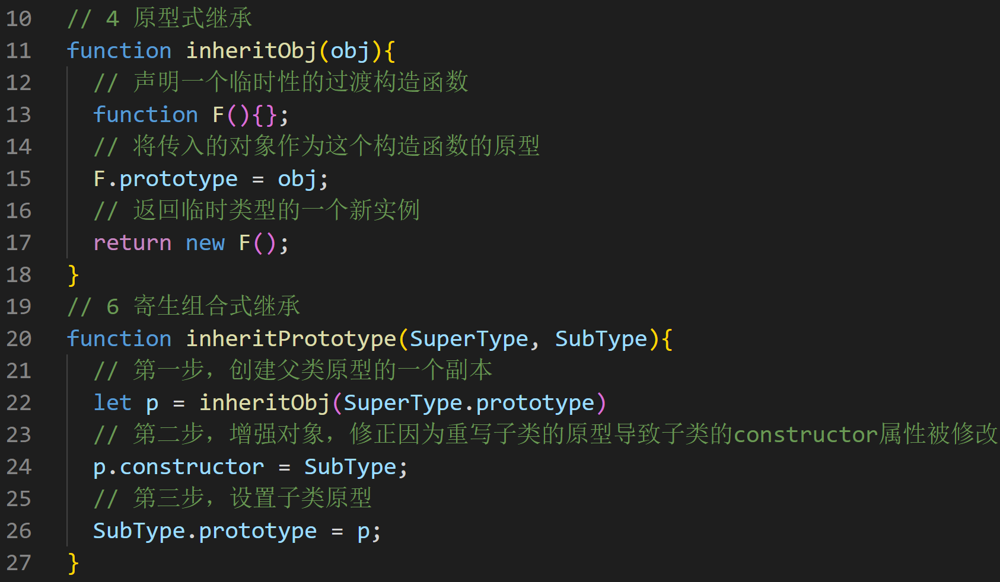 10 // 4 原型式继承
11 function inheritObj(obj){
12 // 声明一个临时性的过渡构造函数
13 function F(){};
14 // 将传入的对象作为这个构造函数的原型
15 F.prototype = obj;
16 // 返回临时类型的一个新实例
17 return new F();
18 }
19 // 6 寄生组合式继承
20 function inheritPrototype(SuperType, SubType){
21 // 第一步，创建父类原型的一个副本
22 let p = inheritObj(SuperType.prototype)
23 // 第二步，增强对象，修正因为重写子类的原型导致子类的constructor属性被修改
24 p.constructor = SubType;
25 // 第三步，设置子类原型
26 SubType.prototype = p;
27 }